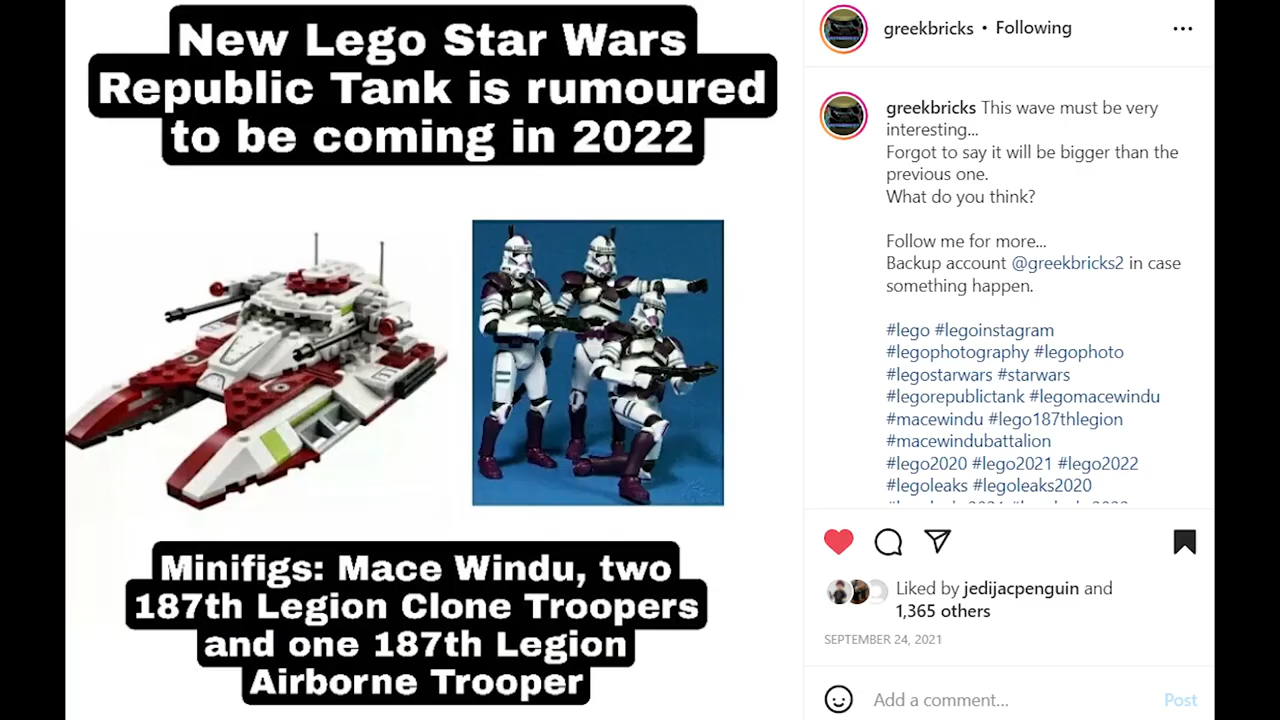 New Lego Star Wars
Republic Tank is rumoured
to be coming in 2022
Minifigs: Mace Windu, two
187th Legion Clone Troopers
and one 187th Legion
Airborne Trooper
greekbricks • Following
greekbricks This wave must be very
interesting...
Forgot to say it will be bigger than the
previous one.
What do you think?
Follow me for more...
Backup account @greekbricks2 in case
something happen.
#lego #legoinstagram
#legophotography #legophoto
#legostarwars #starwars
#legorepublictank #legomacewindu
#macewindu #lego187thlegion
#macewindubattalion
#lego2020 #lego2021 #lego2022
#legoleaks #legoleaks2020
Liked by jedijacpenguin and
1,365 others
SEPTEMBER 24, 2021
Add a comment...
Post